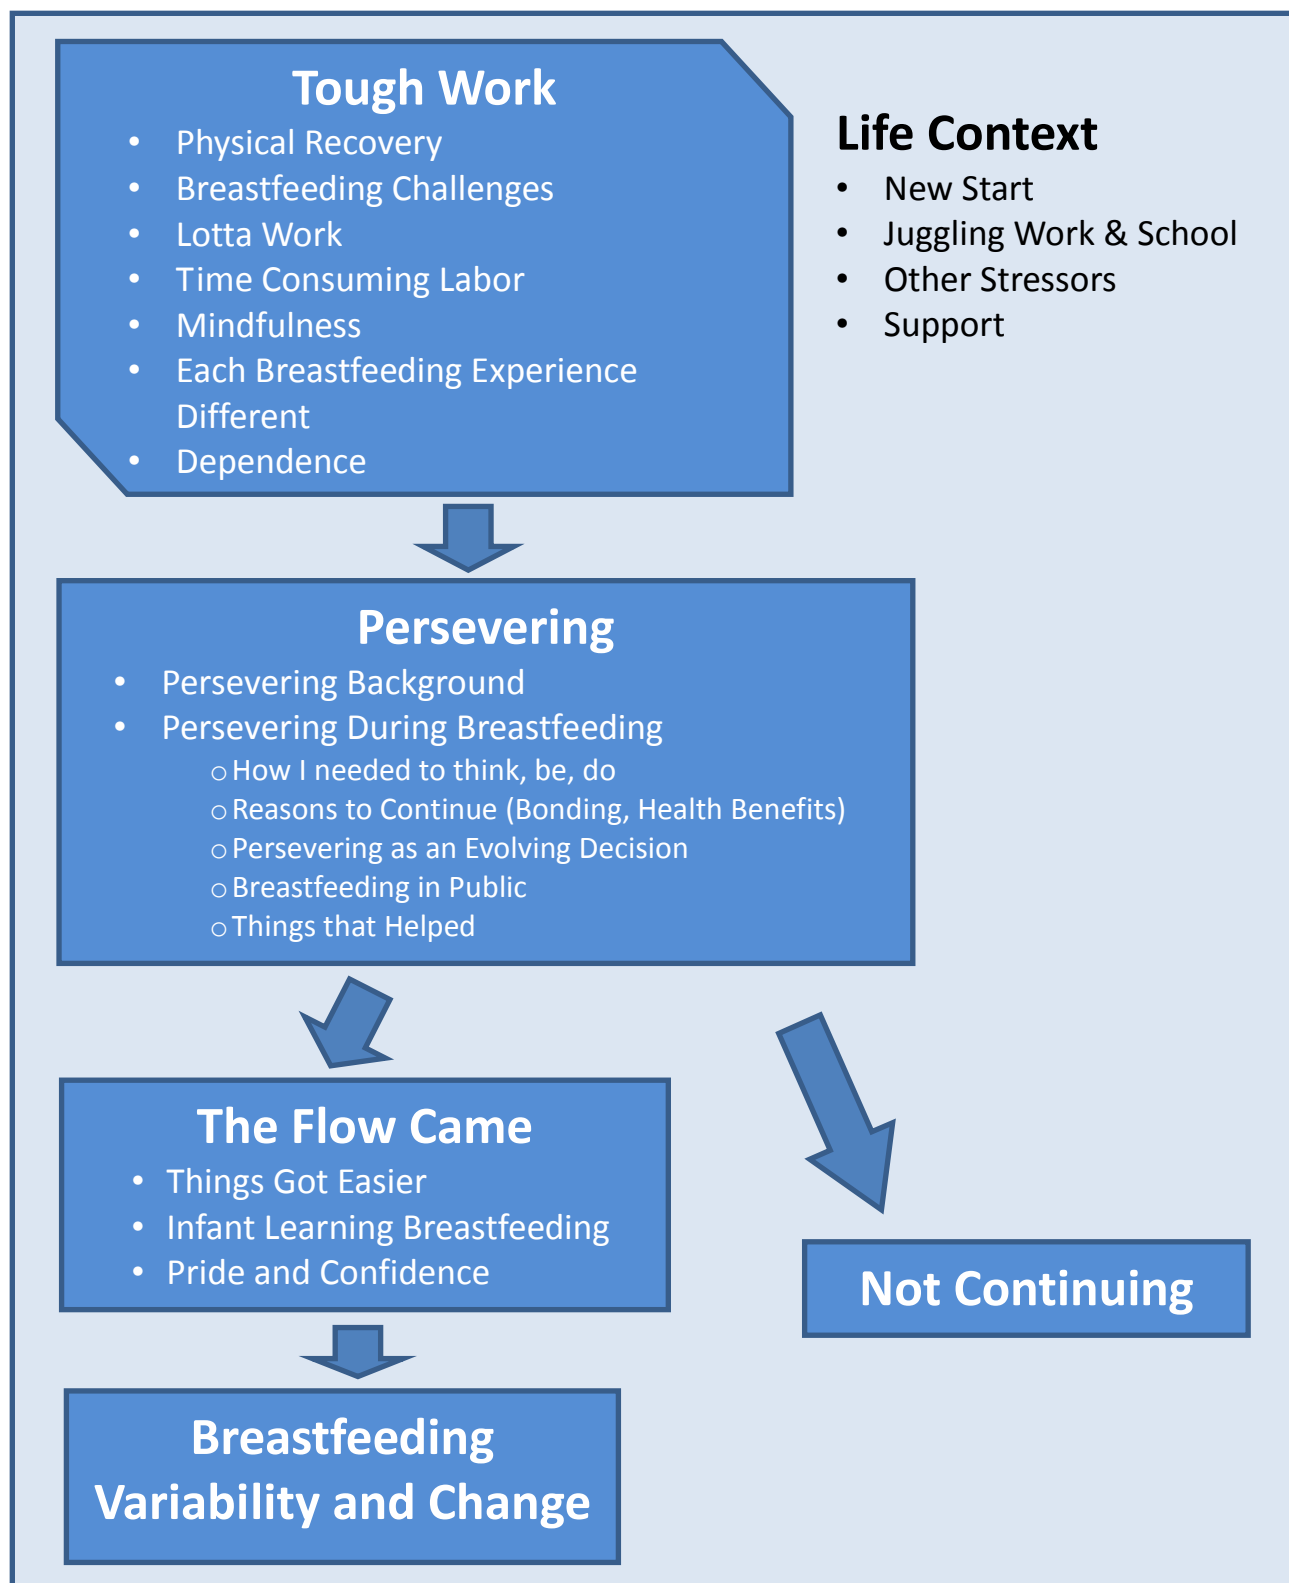 Tough Work
• Physical Recovery
• Breastfeeding Challenges
• Lotta Work
• Time Consuming Labor
• Mindfulness
• Each Breastfeeding Experience
Different
• Dependence
Life Context
• New Start
• Juggling Work & School
• Other Stressors
• Support
Persevering
• Persevering Background
• Persevering During Breastfeeding
○ How I needed to think, be, do
○ Reasons to Continue (Bonding, Health Benefits)
○ Persevering as an Evolving Decision
○ Breastfeeding in Public
○ Things that Helped
The Flow Came
• Things Got Easier
• Infant Learning Breastfeeding
• Pride and Confidence
Not Continuing
Breastfeeding
Variability and Change